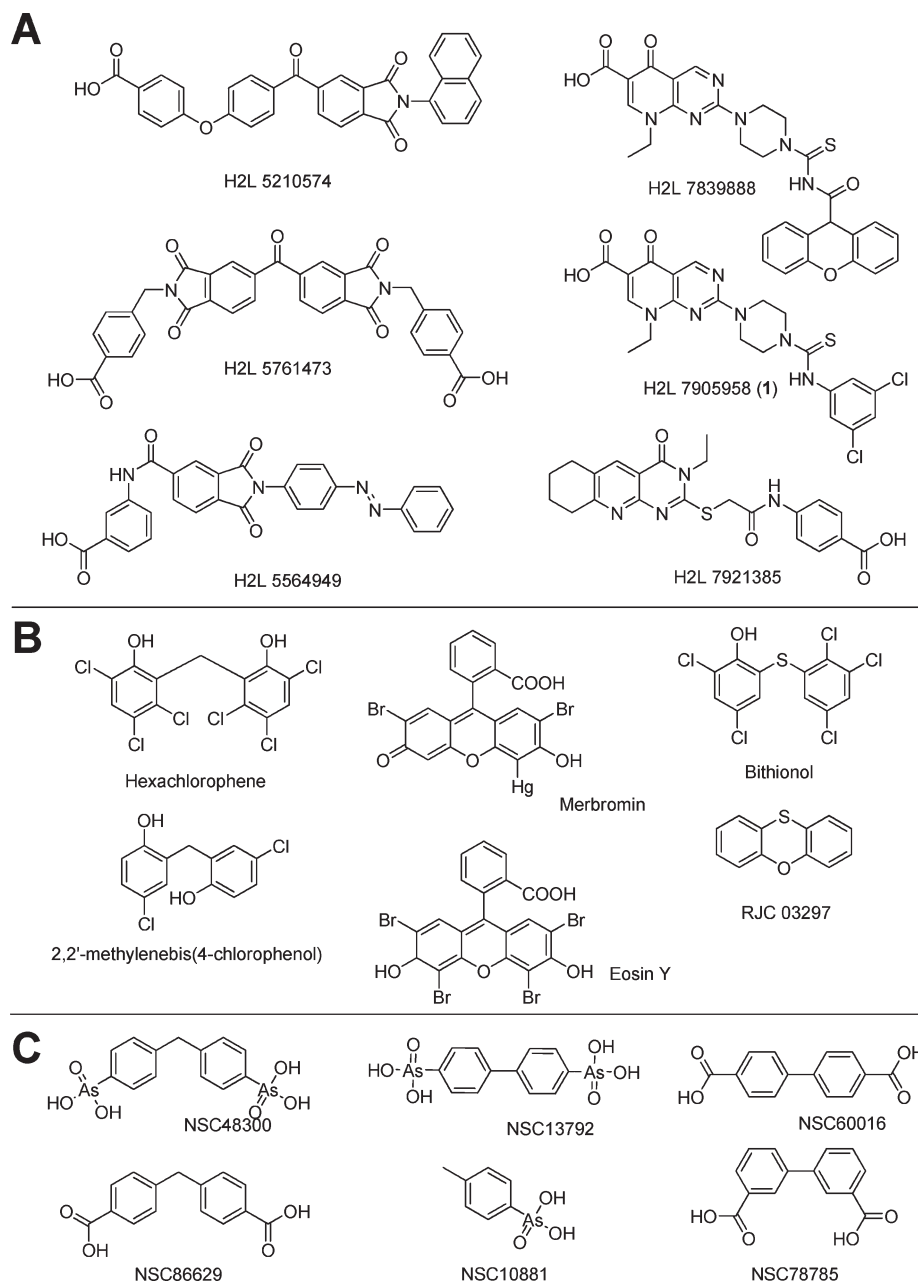 A
O
HO
O
O
O
N
O
O
H2L 5210574
O
HO
O
N
N
N
N
N
S
HN
O
O
H2L 7839888
O
N
O
O
O
N
O
O
HO
O
O
OH
H2L 5761473
O
HO
O
N
N
N
N
N
S
HN
Cl
Cl
H2L 7905958 (1)
O
NH
HO
O
O
N
O
N
N
H2L 5564949
O
N
N
N
S
O
H
N
OH
O
H2L 7921385
B
OH
OH
Cl
Cl
Cl
Cl
Cl
Cl
Hexachlorophene
COOH
Br
Br
O
O
OH
Hg
Merbromin
OH
Cl
S
Cl
Cl
Cl
Cl
Bithionol
OH
Cl
HO
Cl
2,2'-methylenebis(4-chlorophenol)
COOH
Br
Br
HO
O
OH
Br
Br
Eosin Y
S
O
RJC 03297
C
O
As
HO
OH
OH
As
O
OH
NSC48300
O
HO
As
OH
OH
As
OH
O
NSC13792
O
HO
OH
O
NSC60016
O
OH
O
OH
NSC86629
OH
As
O
OH
NSC10881
HO
O
O
HO
NSC78785